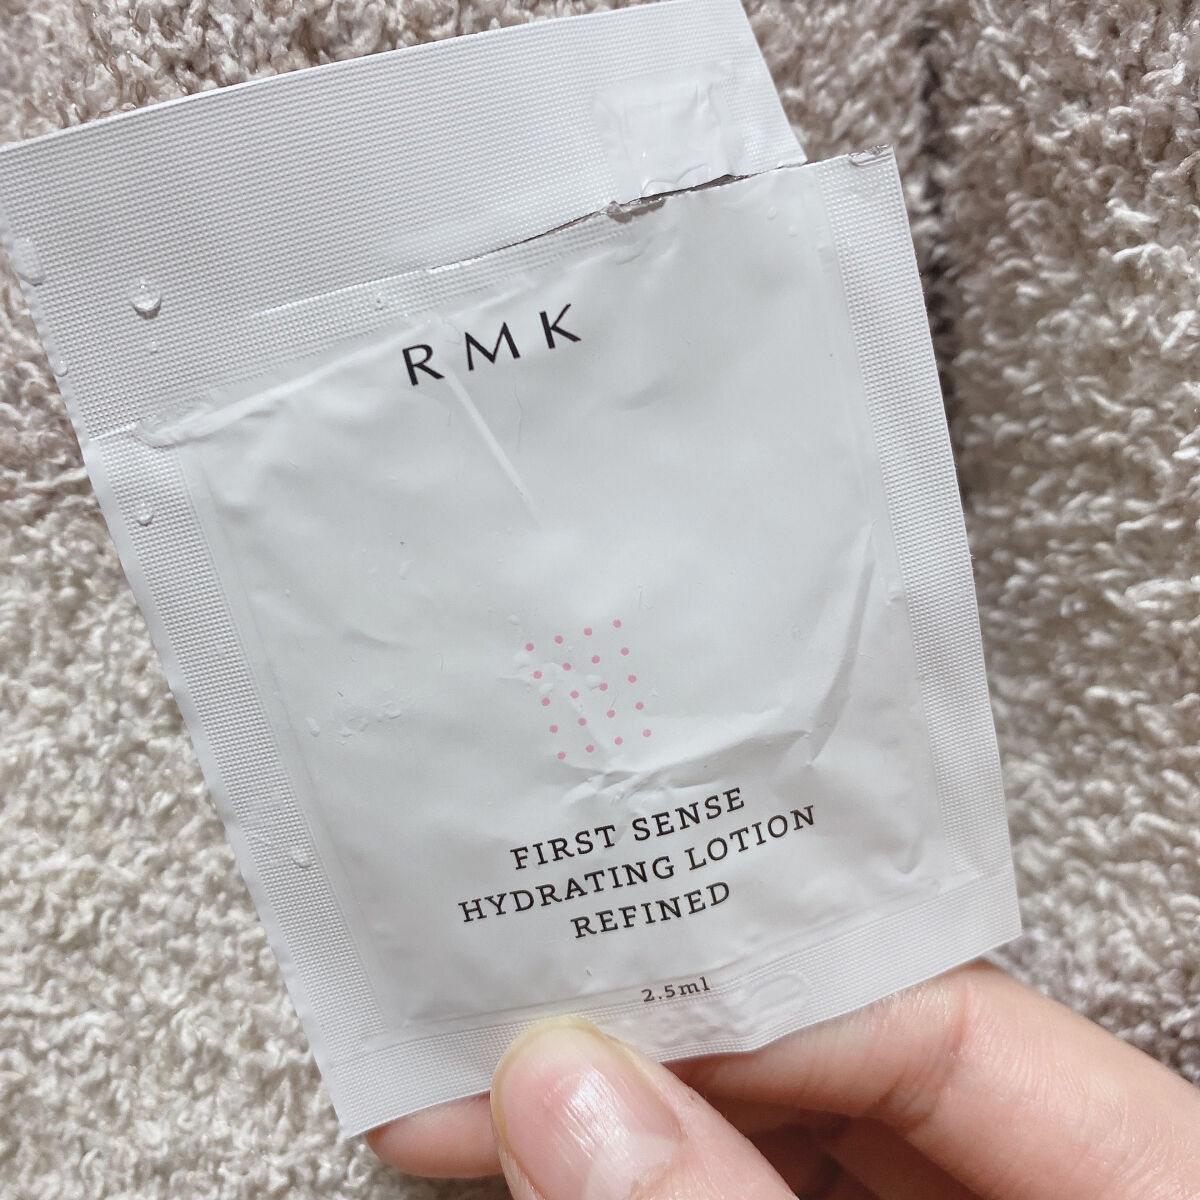 RMK
FIRST SENSE
HYDRATING LOTION
REFINED
2.5ml